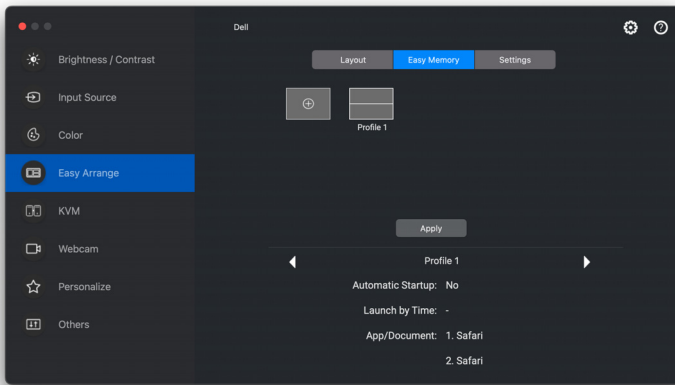 Dell
Brightness / Contrast
Input Source
Color
Easy Arrange
KVM
Webcam
Personalize
Others
Layout
Easy Memory
Settings
Profile 1
Apply
Profile 1
Automatic Startup: No
Launch by Time: -
App/Document: 1. Safari
2. Safari